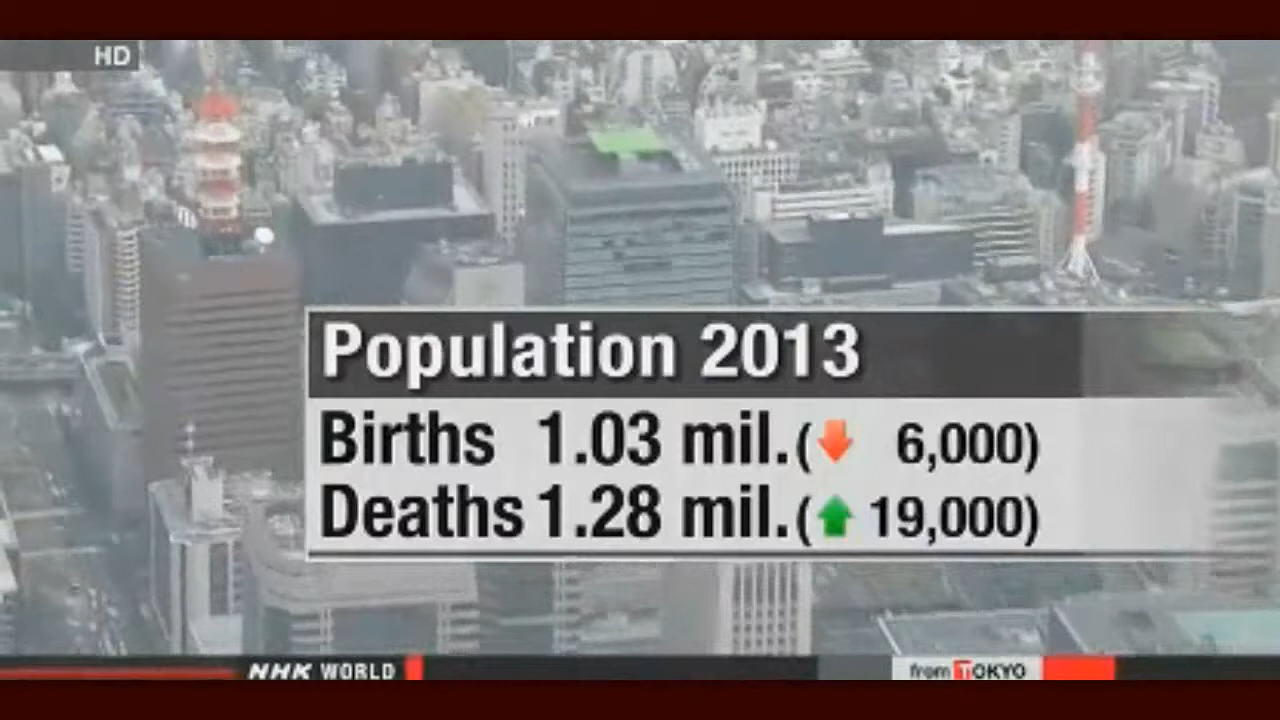 HD
Population 2013
Births 1.03 mil. (⬇ 6,000)
Deaths 1.28 mil. (⬆ 19,000)
NHK WORLD
from TOKYO